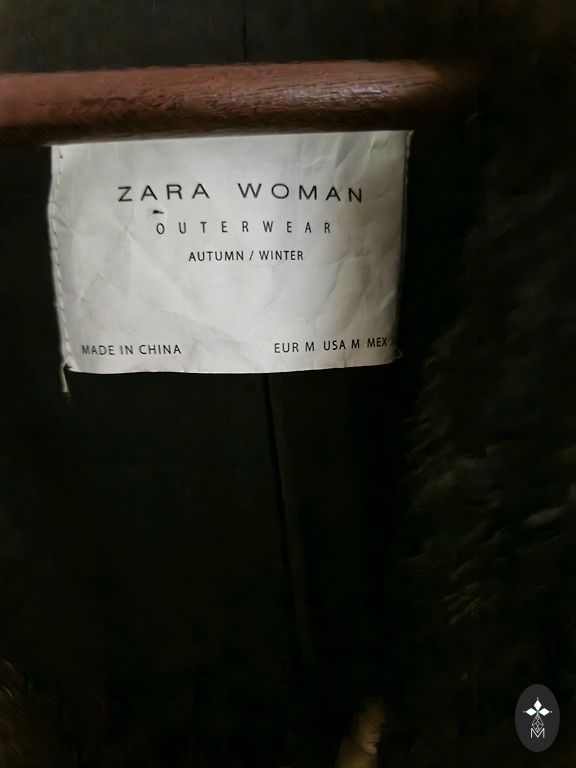 ZARA WOMAN
OUTERWEAR
AUTUMN / WINTER
MADE IN CHINA
EUR M USA M MEX
M